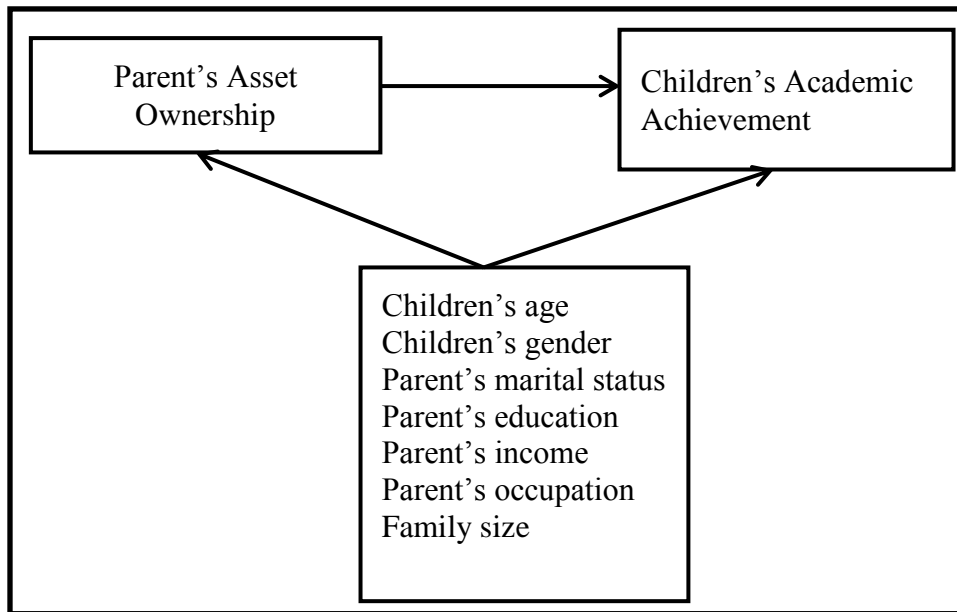 Parent’s Asset
Ownership
Children’s Academic
Achievement
Children’s age
Children’s gender
Parent’s marital status
Parent’s education
Parent’s income
Parent’s occupation
Family size